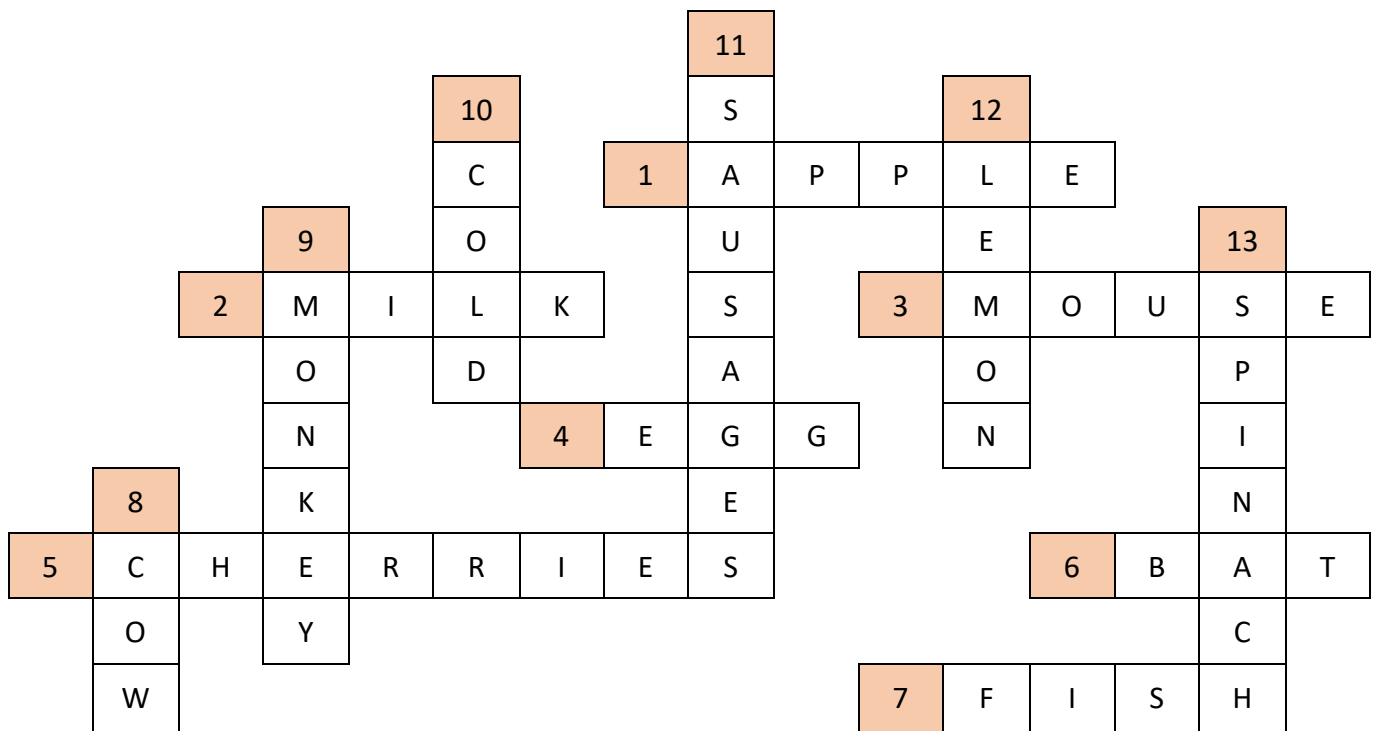 11
10 S 12
C 1 A P P L E
9 O U E 13
2 M I L K S 3 M O U S E
O D A O P
N 4 E G G N I
8 K E N
5 C H E R R I E S 6 B A T
O Y C
W 7 F I S H